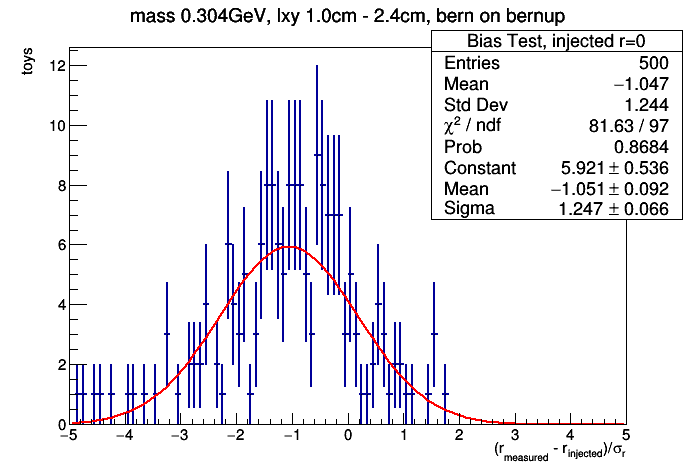 mass 0.304GeV, lxy 1.0cm - 2.4cm, bern on bernup
toys
Bias Test, injected r=0
Entries 500
Mean −1.047
Std Dev 1.244
χ² / ndf 81.63 / 97
Prob 0.8684
Constant 5.921 ± 0.536
Mean −1.051 ± 0.092
Sigma 1.247 ± 0.066
12
10
8
6
4
2
0
−5 −4 −3 −2 −1 0 1 2 3 4 5
(r_measured - r_injected)/σ_r